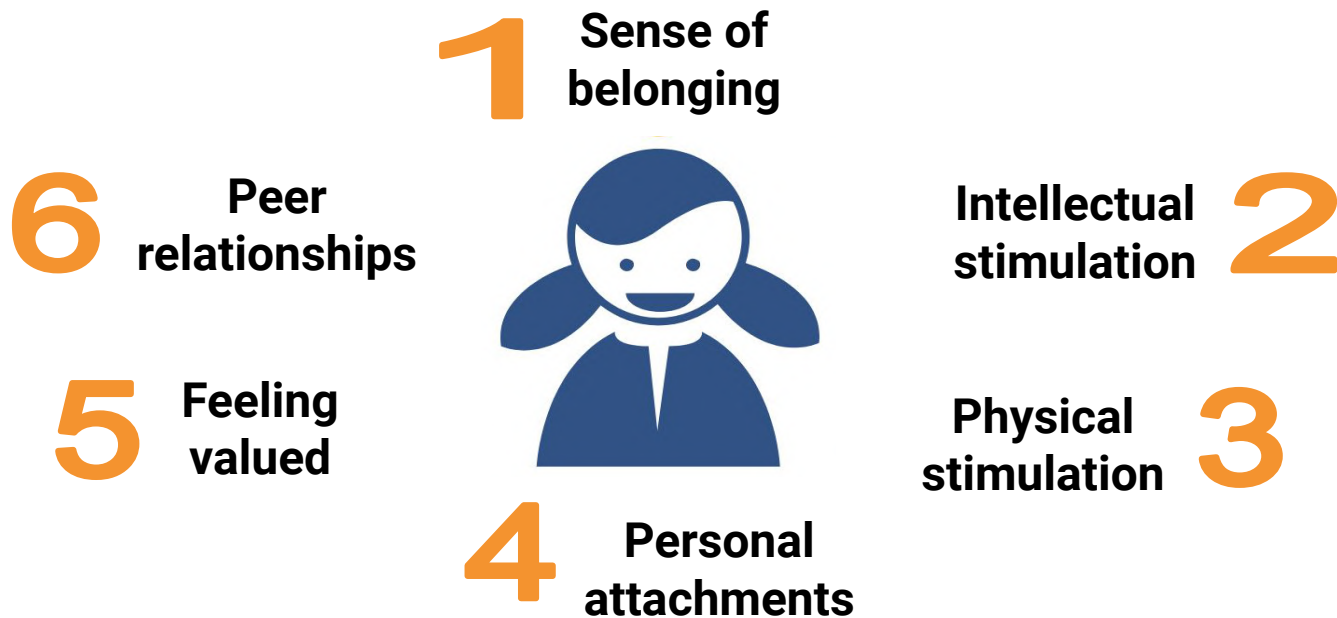 1
Sense of
belonging
2
Intellectual
stimulation
3
Physical
stimulation
4
Personal
attachments
5
Feeling
valued
6
Peer
relationships